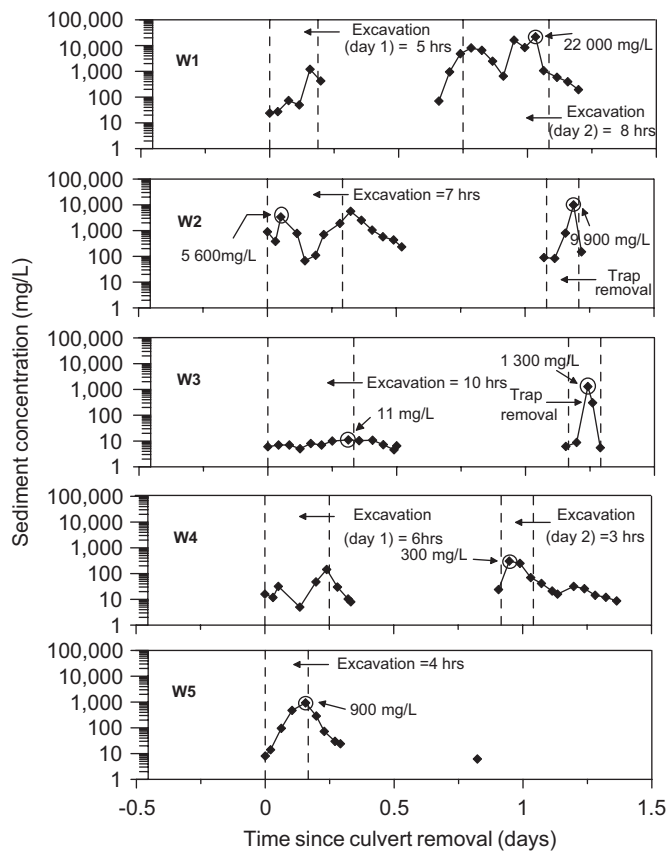 Sediment concentration (mg/L)
100,000
10,000
1,000
100
10
1
W1
Excavation
(day 1) = 5 hrs
22 000 mg/L
Excavation
(day 2) = 8 hrs
100,000
10,000
1,000
100
10
1
W2
Excavation =7 hrs
5 600mg/L
9 900 mg/L
Trap
removal
100,000
10,000
1,000
100
10
1
W3
Excavation = 10 hrs
11 mg/L
1 300 mg/L
Trap
removal
100,000
10,000
1,000
100
10
1
W4
Excavation
(day 1) = 6hrs
300 mg/L
Excavation
(day 2) =3 hrs
100,000
10,000
1,000
100
10
1
W5
Excavation =4 hrs
900 mg/L
-0.5 0 0.5 1 1.5
Time since culvert removal (days)